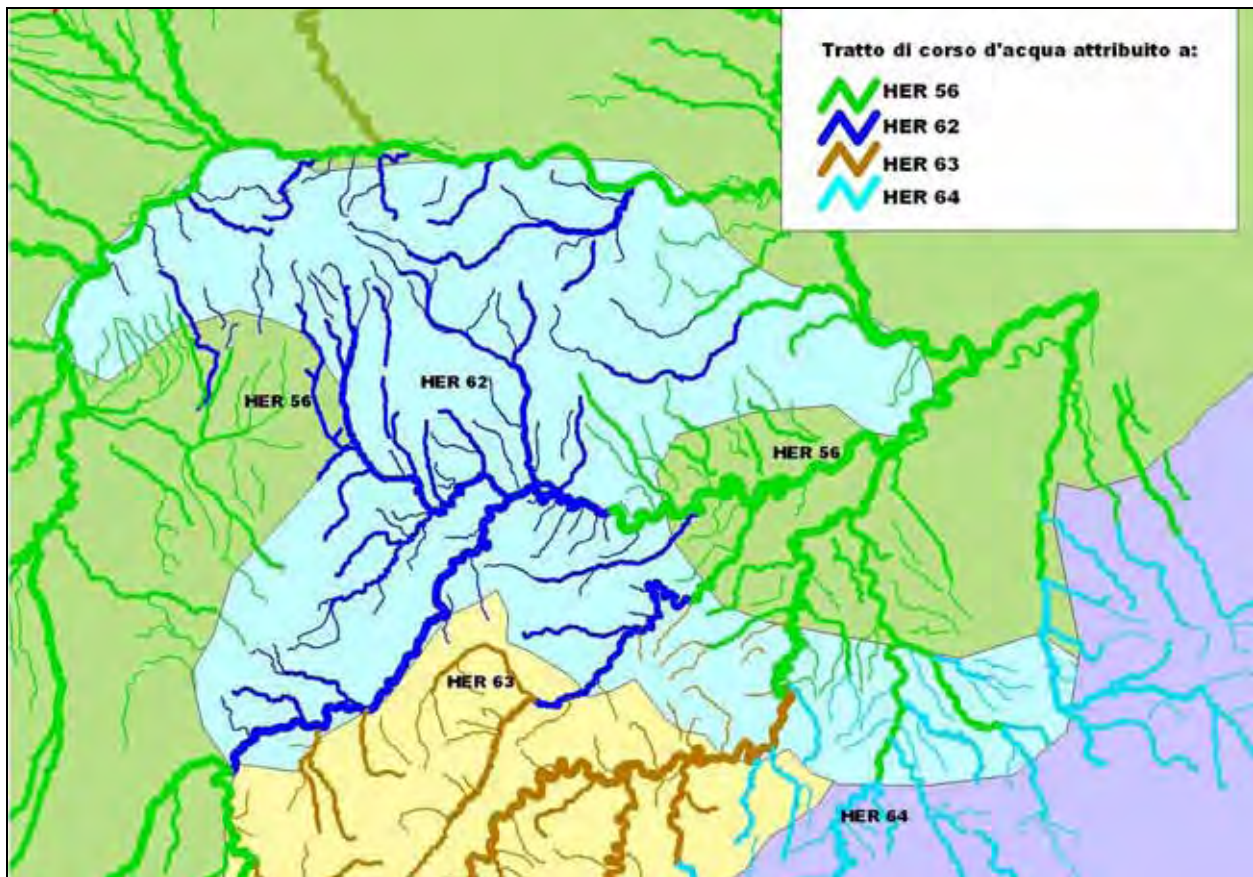 Tratto di corso d'acqua attribuito a:
HER 56
HER 62
HER 63
HER 64
HER 62
HER 56
HER 56
HER 63
HER 64